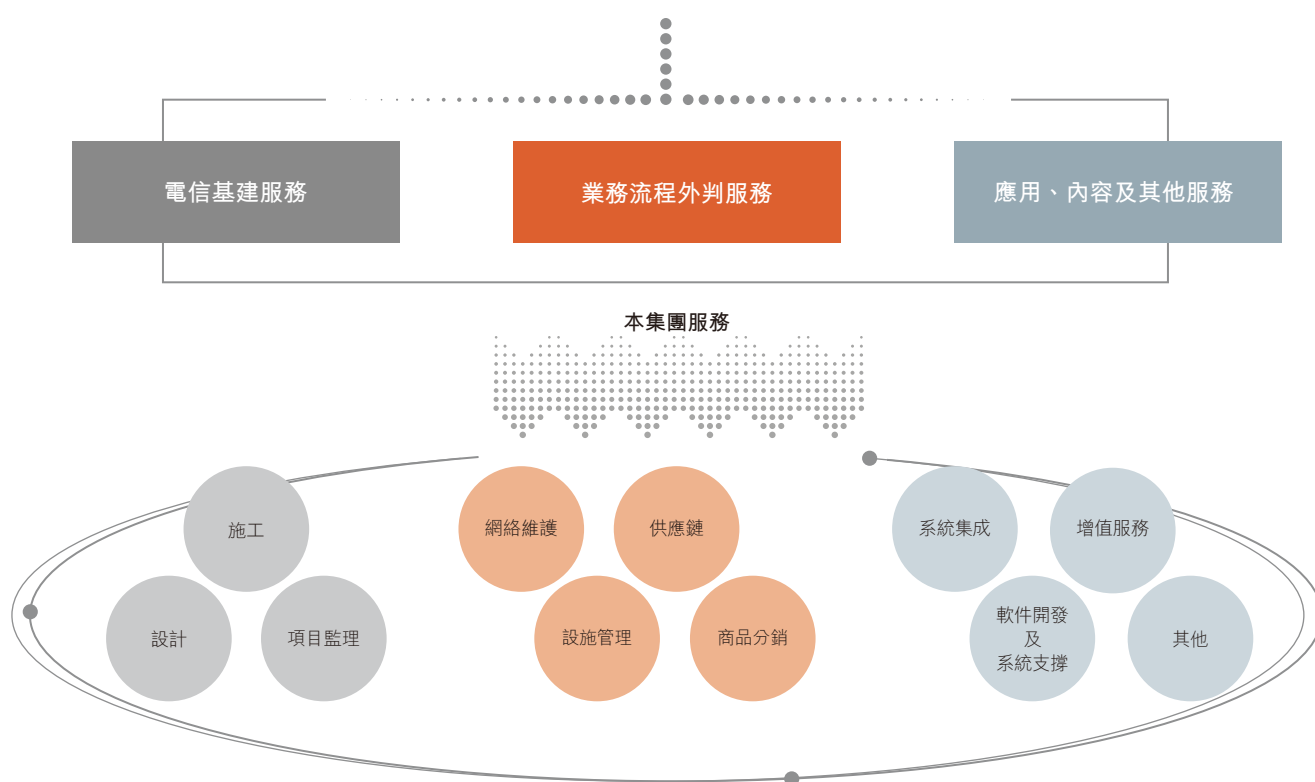 電信基建服務
業務流程外判服務
應用、內容及其他服務
本集團服務
施工
設計
項目監理
網絡維護
供應鏈
設施管理
商品分銷
系統集成
增值服務
軟件開發
及
系統支撐
其他